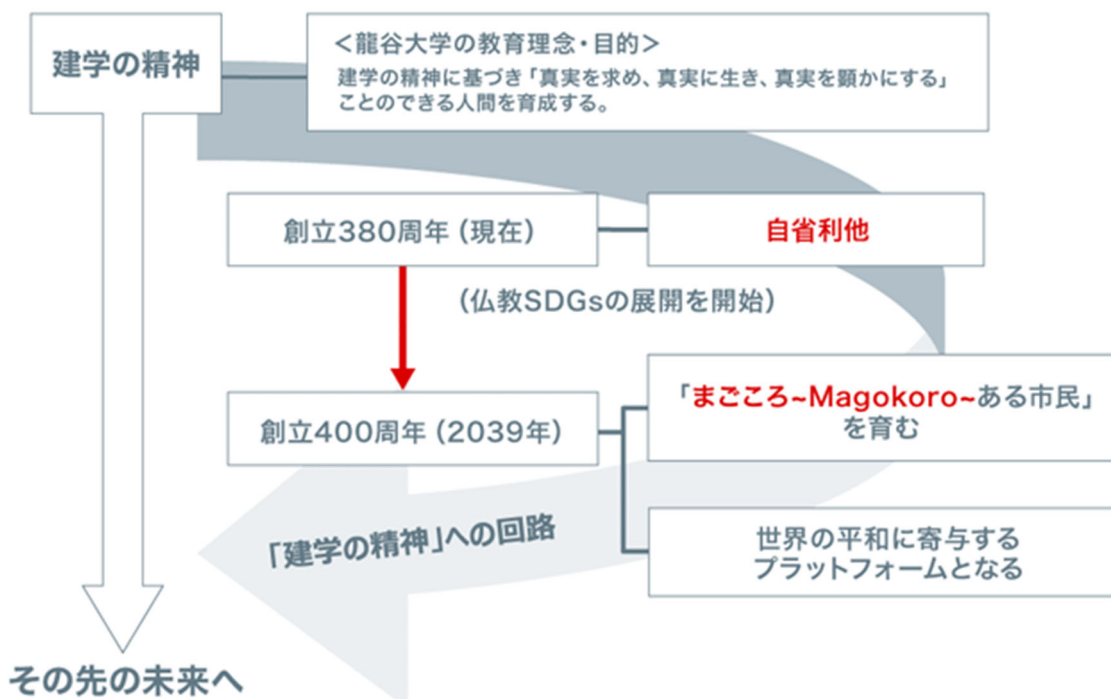 建学の精神
＜龍谷大学の教育理念・目的＞
建学の精神に基づき「真実を求め、真実に生き、真実を顕かにする」
ことのできる人間を育成する。
創立380周年（現在）
自省利他
（仏教SDGsの展開を開始）
創立400周年（2039年）
「まごころ~Magokoro~ある市民」
を育む
「建学の精神」への回路
世界の平和に寄与する
プラットフォームとなる
その先の未来へ